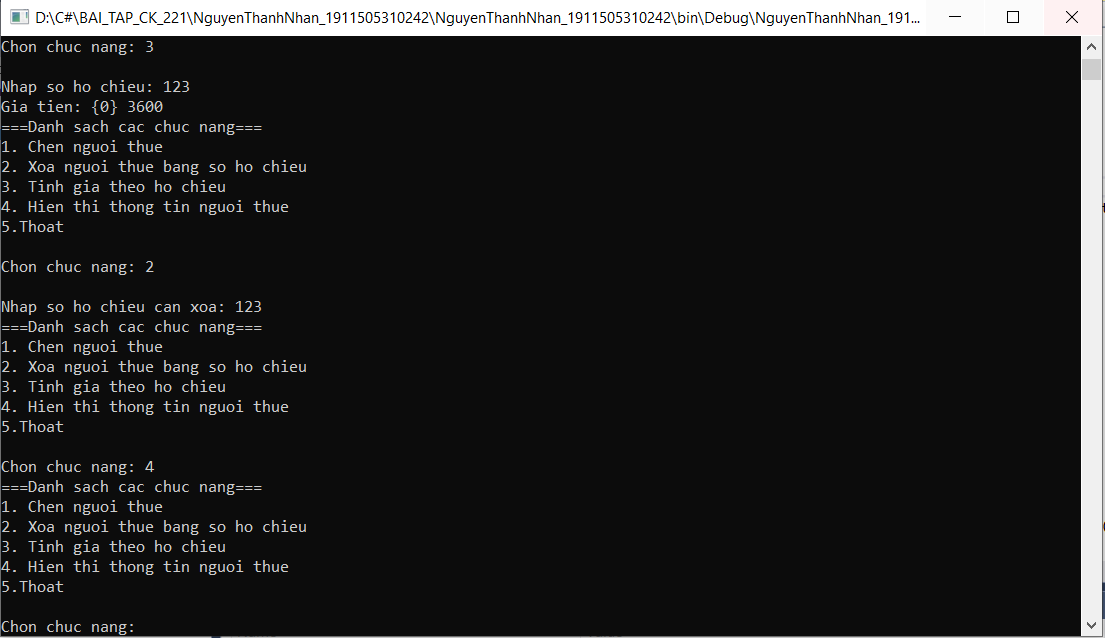 D:\C#\BAI_TAP_CK_221\NguyenThanhNhan_1911505310242\NguyenThanhNhan_1911505310242\bin\Debug\NguyenThanhNhan_191...
Chon chuc nang: 3
Nhap so ho chieu: 123
Gia tien: {0} 3600
===Danh sach cac chuc nang===
1. Chen nguoi thue
2. Xoa nguoi thue bang so ho chieu
3. Tinh gia theo ho chieu
4. Hien thi thong tin nguoi thue
5.Thoat
Chon chuc nang: 2
Nhap so ho chieu can xoa: 123
===Danh sach cac chuc nang===
1. Chen nguoi thue
2. Xoa nguoi thue bang so ho chieu
3. Tinh gia theo ho chieu
4. Hien thi thong tin nguoi thue
5.Thoat
Chon chuc nang: 4
===Danh sach cac chuc nang===
1. Chen nguoi thue
2. Xoa nguoi thue bang so ho chieu
3. Tinh gia theo ho chieu
4. Hien thi thong tin nguoi thue
5.Thoat
Chon chuc nang: